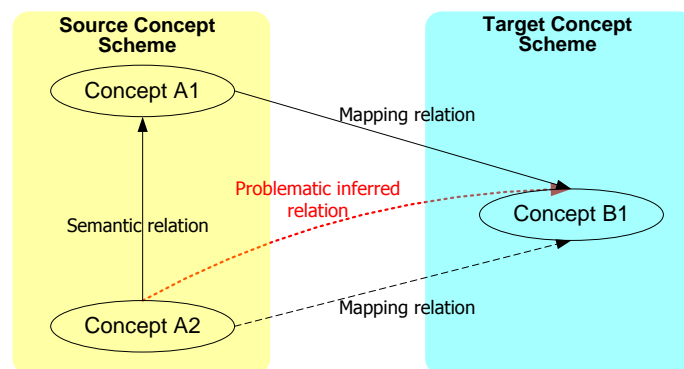 Source Concept
Scheme
Target Concept
Scheme
Concept A1
Mapping relation
Problematic inferred
relation
Semantic relation
Concept B1
Concept A2
Mapping relation